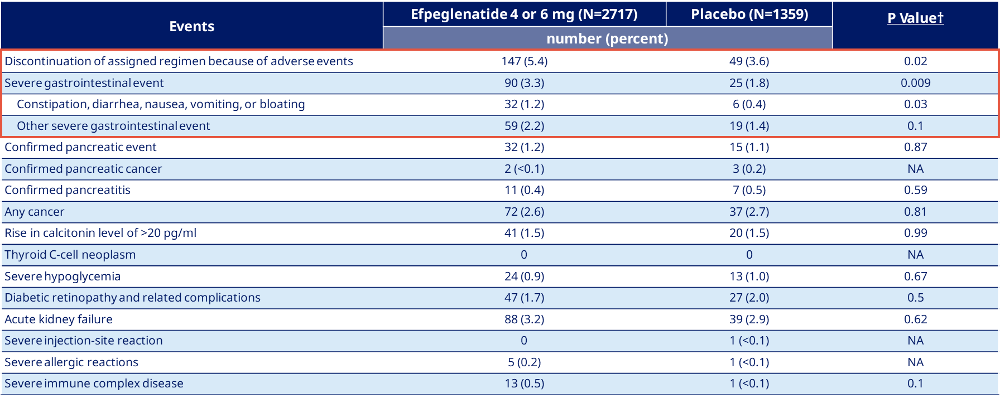 Events Efpeglenatide 4 or 6 mg (N=2717) Placebo (N=1359) P Value†
number (percent)
Discontinuation of assigned regimen because of adverse events 147 (5.4) 49 (3.6) 0.02
Severe gastrointestinal event 90 (3.3) 25 (1.8) 0.009
Constipation, diarrhea, nausea, vomiting, or bloating 32 (1.2) 6 (0.4) 0.03
Other severe gastrointestinal event 59 (2.2) 19 (1.4) 0.1
Confirmed pancreatic event 32 (1.2) 15 (1.1) 0.87
Confirmed pancreatic cancer 2 (<0.1) 3 (0.2) NA
Confirmed pancreatitis 11 (0.4) 7 (0.5) 0.59
Any cancer 72 (2.6) 37 (2.7) 0.81
Rise in calcitonin level of >20 pg/ml 41 (1.5) 20 (1.5) 0.99
Thyroid C-cell neoplasm 0 0 NA
Severe hypoglycemia 24 (0.9) 13 (1.0) 0.67
Diabetic retinopathy and related complications 47 (1.7) 27 (2.0) 0.5
Acute kidney failure 88 (3.2) 39 (2.9) 0.62
Severe injection-site reaction 0 1 (<0.1) NA
Severe allergic reactions 5 (0.2) 1 (<0.1) NA
Severe immune complex disease 13 (0.5) 1 (<0.1) 0.1